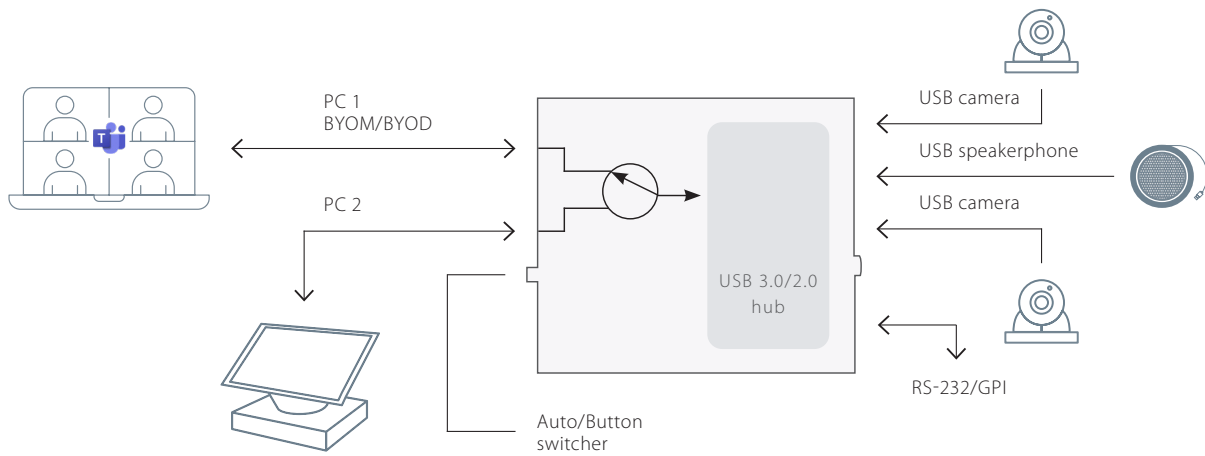 USB camera
PC 1
BYOM/BYOD
USB speakerphone
T
PC 2
USB camera
USB 3.0/2.0
hub
RS-232/GPI
Auto/Button
switcher